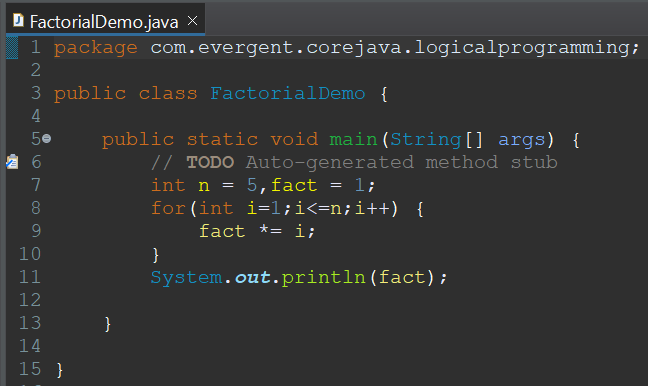 FactorialDemo.java
1 package com.evergent.corejava.logicalprogramming;
2
3 public class FactorialDemo {
4
5 public static void main(String[] args) {
6 // TODO Auto-generated method stub
7 int n = 5,fact = 1;
8 for(int i=1;i<=n;i++) {
9 fact *= i;
10 }
11 System.out.println(fact);
12
13 }
14
15 }